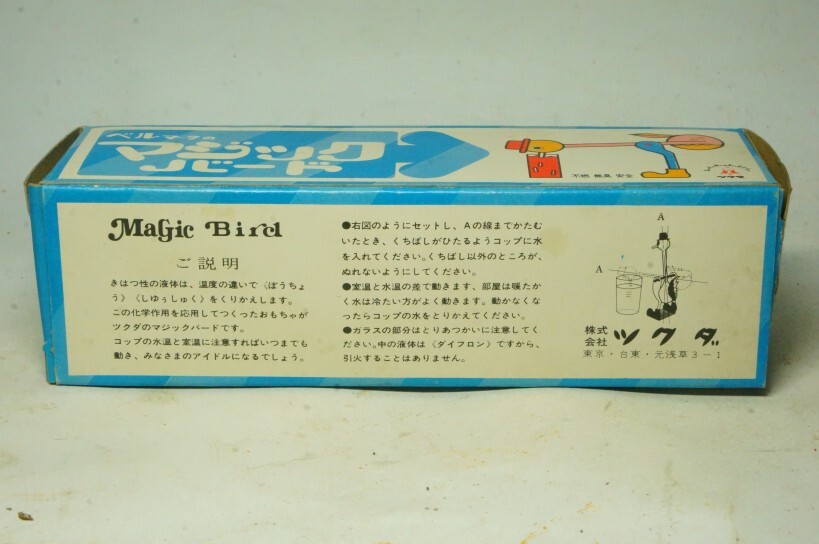 ベルマークの
マジック
バード
不燃 無臭 安全
ツクダ
Magic Bird
ご説明
きはつ性の液体は、温度の違いで〈ぼうちょ
う〉〈しゅぅしゅく〉をくりかえします。
この化学作用を応用してつくったおもちゃが
ツクダのマジックバードです。
コップの水温と室温に注意すればいつまでも
動き、みなさまのアイドルになるでしょう。
●右図のようにセットし、Aの線までかたむ
いたとき、くちばしがひたるようコップに水
を入れてください。くちばし以外のところが、
ぬれないようにしてください。
●室温と水温の差で動きます、部屋は暖たか
く水は冷たい方がよく動きます。動かなくな
ったらコップの水をとりかえてください。
●ガラスの部分はとりあつかいに注意してく
ださい。中の液体は〈ダイフロン〉ですから、
引火することはありません。
A
A
株式
会社
ツクダ
東京・台東・元浅草3－1